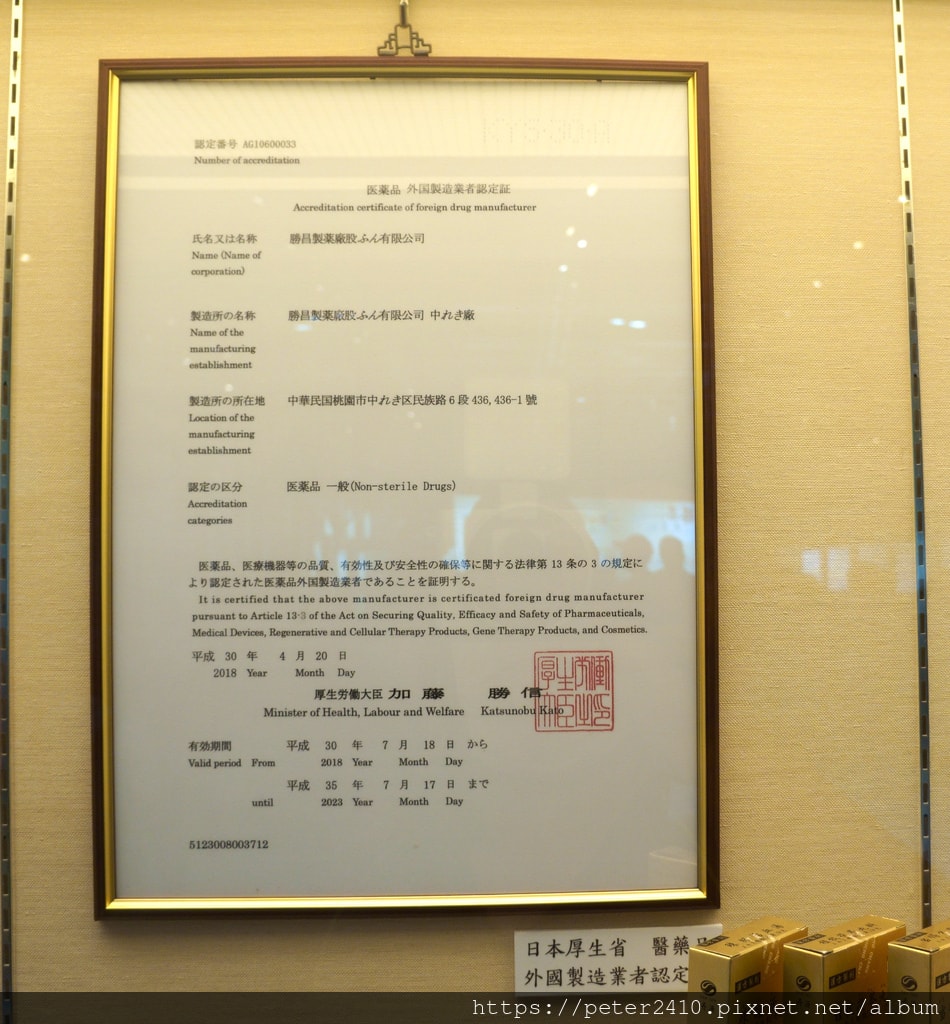 認定番号 AG10600033
Number of accreditation
医薬品 外国製造業者認定証
Accreditation certificate of foreign drug manufacturer
氏名又は名称 勝昌製薬廠股ふん有限公司
Name (Name of
corporation)
製造所の名称 勝昌製薬廠股ふん有限公司 中れき廠
Name of the
manufacturing
establishment
製造所の所在地 中華民国桃園市中れき区民族路6段436,436-1號
Location of the
manufacturing
establishment
認定の区分 医薬品 一般(Non-sterile Drugs)
Accreditation
categories
医薬品、医療機器等の品質、有効性及び安全性の確保等に関する法律第 13 条の 3 の規定に
より認定された医薬品外国製造業者であることを証明する。
It is certified that the above manufacturer is certificated foreign drug manufacturer
pursuant to Article 13-3 of the Act on Securing Quality, Efficacy and Safety of Pharmaceuticals,
Medical Devices, Regenerative and Cellular Therapy Products, Gene Therapy Products, and Cosmetics.
平成 30 年 4 月 20 日
2018 Year Month Day
厚生労働大臣 加藤 勝信
Minister of Health, Labour and Welfare Katsunobu Kato
有効期間 平成 30 年 7 月 18 日 から
Valid period From 2018 Year Month Day
平成 35 年 7 月 17 日 まで
until 2023 Year Month Day
5123008003712
日本厚生省 醫藥品
外國製造業者認定
https://peter2410.pixnet.net/album